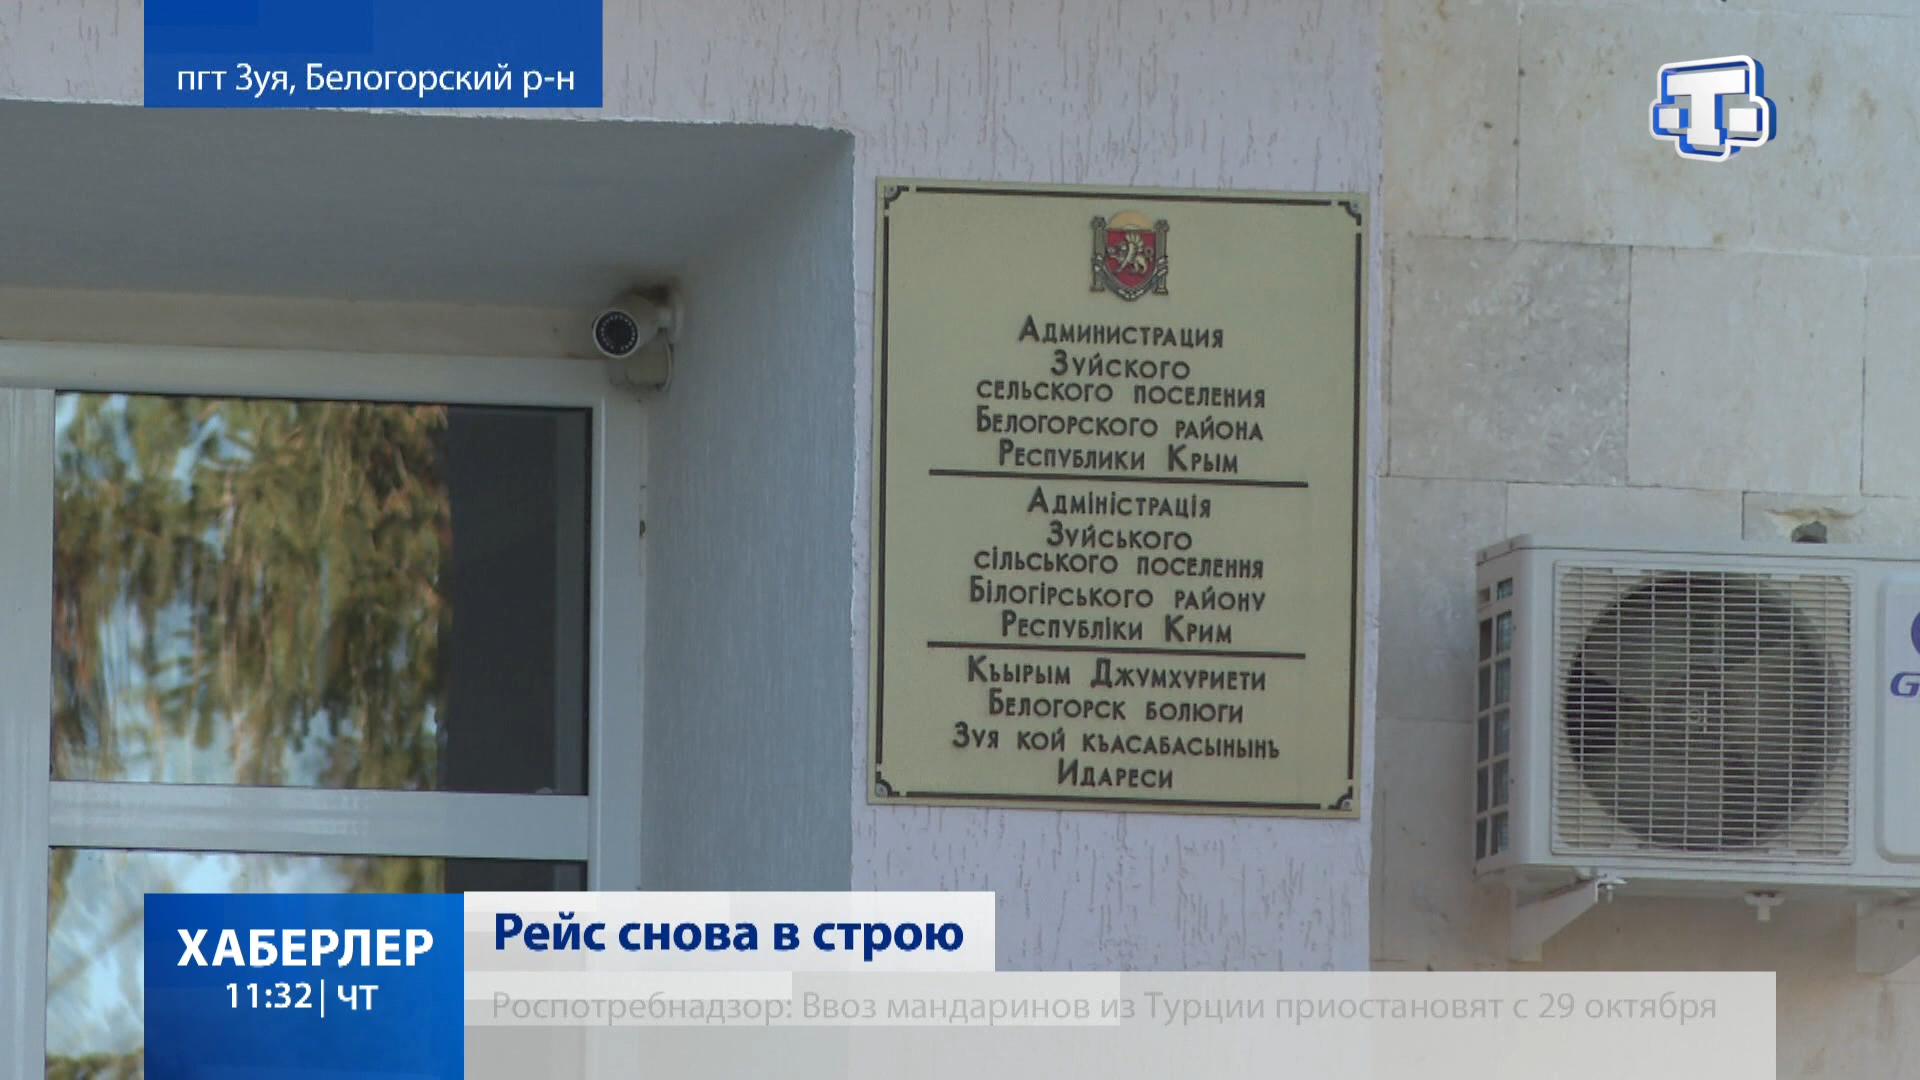 пгт Зуя, Белогорский р-н
Т
Администрация
Зуйского
сельского поселения
Белогорского района
Республики Крым
Адміністрація
Зуйського
сільського поселення
Білогірського району
Республіки Крим
Къырым Джумхуриети
Белогорск болюги
Зуя кой къасабасынынъ
Идареси
G
ХАБЕРЛЕР
11:32| ЧТ
Рейс снова в строю
Роспотребнадзор: Ввоз мандаринов из Турции приостановят с 29 октября